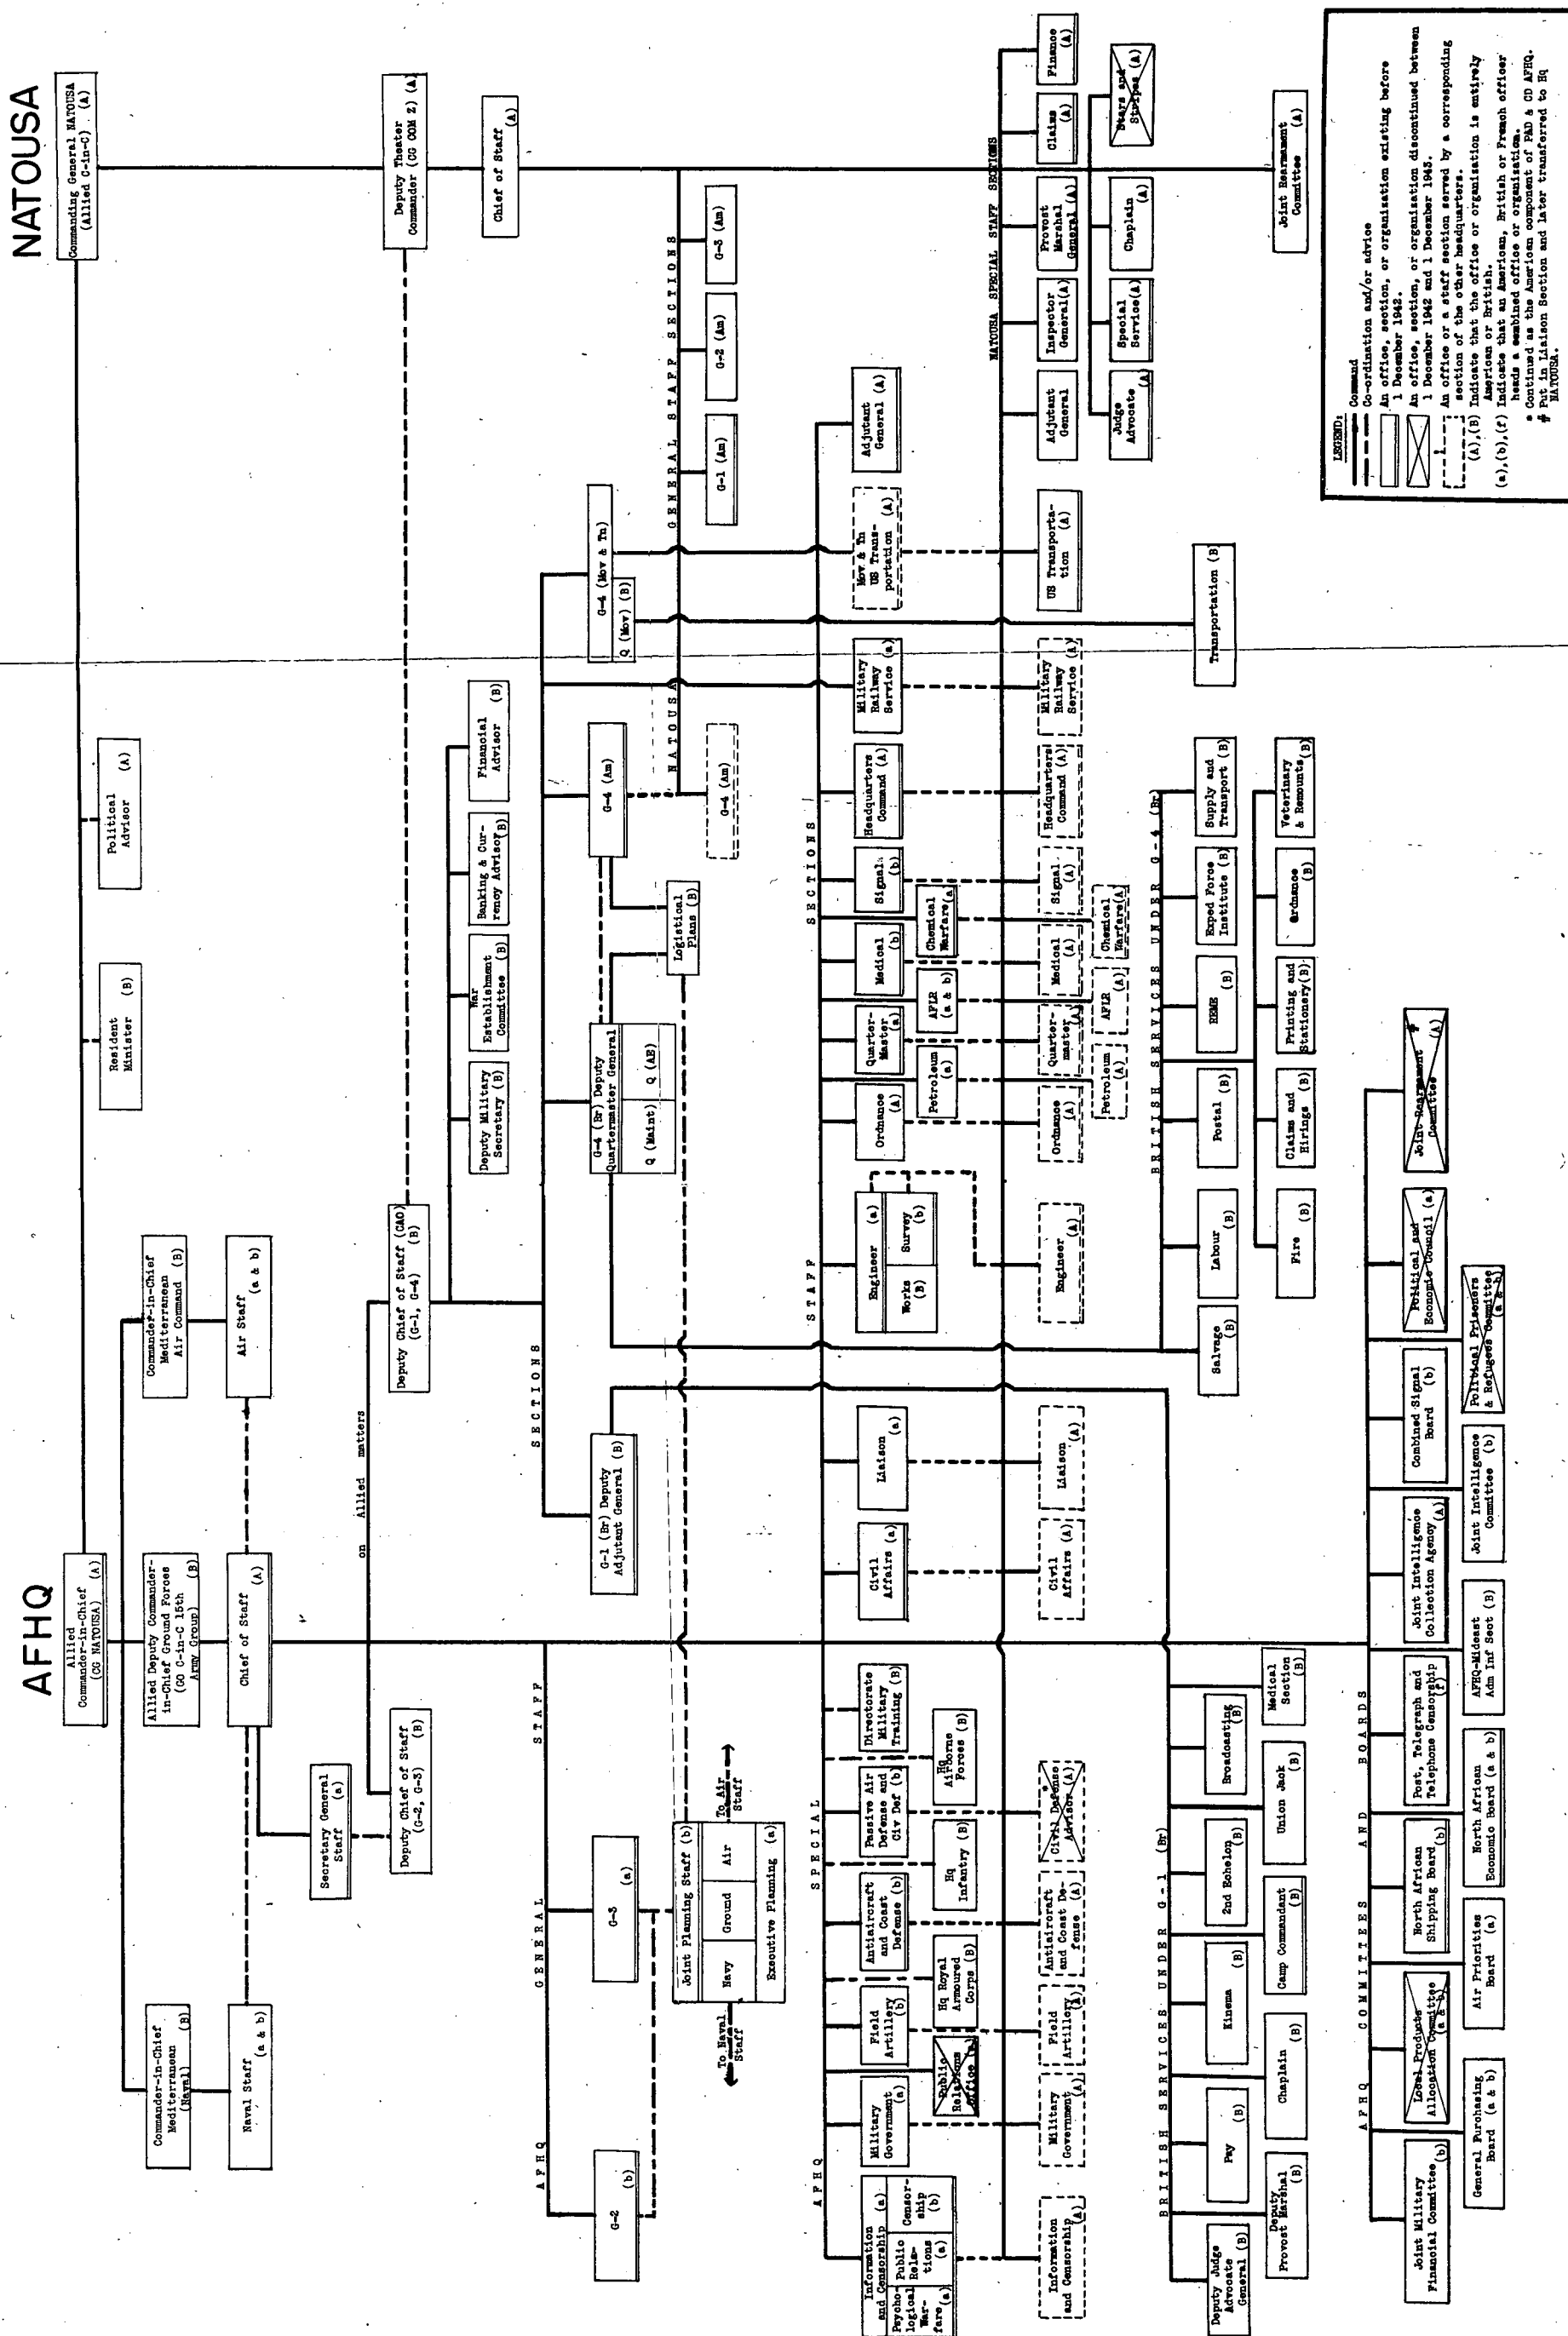 AFHQ
NATOUSA
Allied
Commander-in-Chief
(CG NATOUSA) (A)
Resident
Minister (B)
Political
Advisor (A)
Commanding General NATOUSA
(Allied C-in-C) (A)
Commander-in-Chief
Mediterranean
(Naval) (B)
Allied Deputy Commander-
in-Chief Ground Forces
(GO C-in-C 15th
Army Group) (B)
Commander-in-Chief
Mediterranean
Air Command (B)
Naval Staff
(a & b)
Chief of Staff
(A)
Air Staff
(a & b)
Secretary General
Staff (a)
on Allied matters
Deputy Chief of Staff
(G-2, G-3) (B)
Deputy Chief of Staff (CAO)
(G-1, G-4) (B)
Deputy Theater
Commander (CG COM Z) (A)
Chief of Staff
(A)
Deputy Military
Secretary (B)
War
Establishment
Committee (B)
Banking & Cur-
rency Advisor (B)
Financial
Advisor (B)
AFHQ GENERAL STAFF SECTIONS
G-2 (b)
G-3 (a)
G-1 (Br) Deputy
Adjutant General (B)
G-4 (Br) Deputy
Quartermaster General
Q (Maint)
Q (AE)
G-4 (Am)
G-4 (Mov & Tn)
Q (Mov) (B)
Logistical
Plans (B)
Joint Planning Staff (b)
Navy
Ground
Air
Executive Planning (a)
To Naval
Staff
To Air
Staff
NATOUSA GENERAL STAFF SECTIONS
G-4 (Am)
G-1 (Am)
G-2 (Am)
G-3 (Am)
AFHQ SPECIAL STAFF SECTIONS
Information
and Censorship (a)
Psycho-
logical
War-
fare (a)
Public
Rela-
tions
(a)
Censor-
ship
(b)
Military
Government (a)
Public
Relations
Office (a)
Field
Artillery
(b)
Hq Royal
Armoured
Corps (B)
Antiaircraft
and Coast
Defense (b)
Hq
Infantry (B)
Passive Air
Defense and
Civ Def (b)
Hq
Airborne
Forces (B)
Directorate
Military
Training (B)
Civil
Affairs (a)
Liaison
(a)
Engineer (a)
Works
(B)
Survey
(b)
Ordnance
(A)
Petroleum
(a)
Quarter-
Master
(a)
AFLR
(a & b)
Medical
(b)
Chemical
Warfare (a)
Signal
(b)
Headquarters
Command (A)
Military
Railway
Service (a)
Mov & Tn
US Trans-
portation
(A)
Adjutant
General (A)
NATOUSA SPECIAL STAFF SECTIONS
Information
and Censorship
(A)
Military
Government
(A)
Field
Artillery
(A)
Antiaircraft
and Coast De-
fense (A)
Civil Defense *
Advisor (A)
Civil
Affairs (A)
Liaison
(A)
Engineer
(A)
Ordnance
(A)
Petroleum
(A)
Quarter-
master
(A)
AFLR
(A)
Medical
(A)
Chemical
Warfare (A)
Signal
(A)
Headquarters
Command (A)
Military
Railway
Service (A)
US Transporta-
tion (A)
Adjutant
General
Inspector
General (A)
Provost
Marshal
General (A)
Claims
(A)
Finance
(A)
Judge
Advocate (A)
Special
Service (A)
Chaplain
(A)
Stars and
Stripes (A)
Joint Rearmament
Committee (A)
BRITISH SERVICES UNDER G-1 (Br)
Deputy Judge
Advocate
General (B)
Deputy
Provost Marshal
(B)
Pay (B)
Chaplain (B)
Kinema
(B)
Camp Commandant
(B)
2nd Echelon
(B)
Union Jack
(B)
Broadcasting
(B)
Medical
Section
(B)
BRITISH SERVICES UNDER G-4 (Br)
Salvage
(B)
Labour
(B)
Postal (B)
REME (B)
Exped Force
Institute (B)
Supply and
Transport (B)
Transportation (B)
Fire (B)
Claims and
Hirings (B)
Printing and
Stationery (B)
Ordnance
(B)
Veterinary
& Remounts (B)
AFHQ COMMITTEES AND BOARDS
Joint Military
Financial Committee (b)
General Purchasing
Board (a & b)
Local Products
Allocation Committee
(a & b)
Air Priorities
Board (a)
North African
Shipping Board (b)
North African
Economic Board (a & b)
Post, Telegraph and
Telephone Censorship
(f)
AFHQ-Mideast
Adm Inf Sect (B)
Joint Intelligence
Collection Agency (A)
Joint Intelligence
Committee (b)
Combined Signal
Board (b)
Political Prisoners
& Refugees Committee
(a & b)
Political and
Economic Council (a)
Joint Rearmament #
Committee (A)
LEGEND:
Command
Co-ordination and/or advice
An office, section, or organization existing before
1 December 1942.
An office, section, or organization discontinued between
1 December 1942 and 1 December 1943.
An office or a staff section served by a corresponding
section of the other headquarters.
(A),(B) Indicate that the office or organization is entirely
American or British.
(a),(b),(f) Indicate that an American, British or French officer
heads a combined office or organization.
* Continued as the American component of PAD & CD AFHQ.
# Put in Liaison Section and later transferred to Hq
NATOUSA.